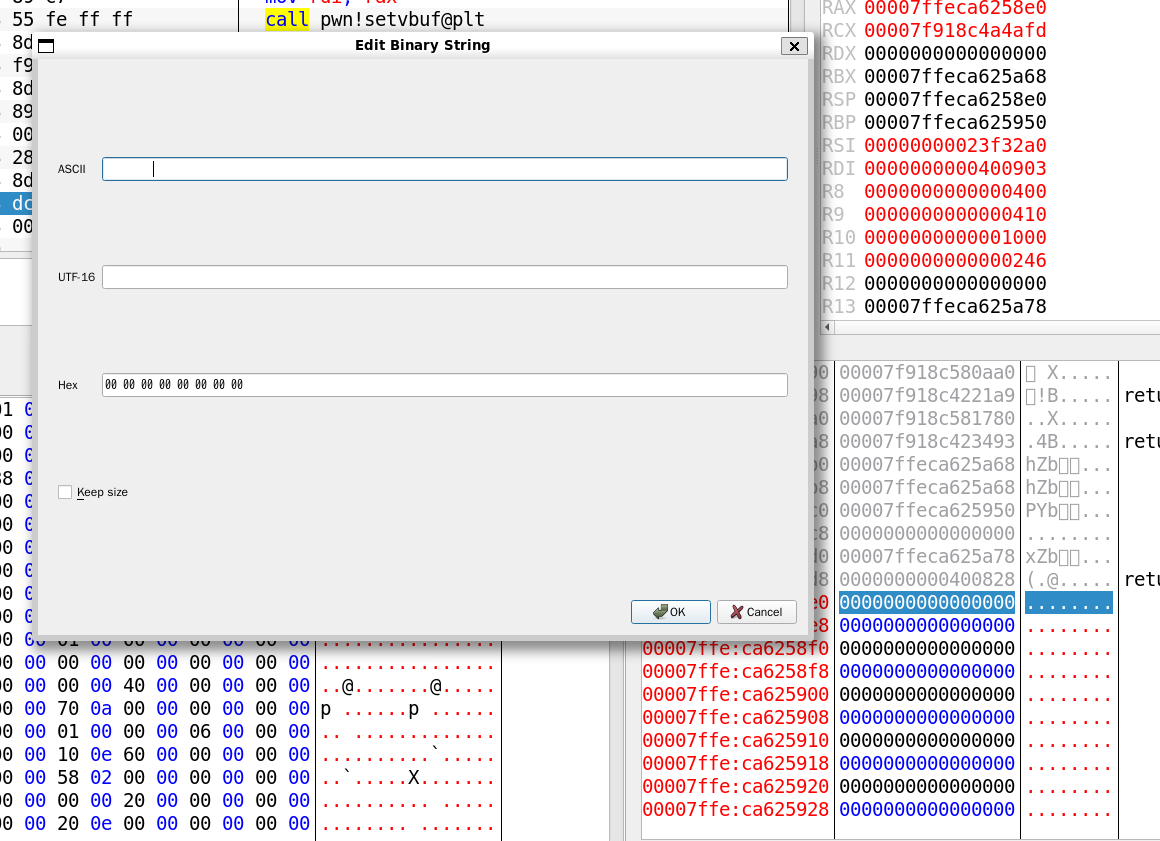 55 fe ff ff
call pwn!setvbuf@plt
8d
f9
8d
89
00
28
8d
dc
00
Edit Binary String
ASCII
UTF-16
Hex 00 00 00 00 00 00 00 00
Keep size
OK Cancel
RAX 00007ffeca6258e0
RCX 00007f918c4a4afd
RDX 0000000000000000
RBX 00007ffeca625a68
RSP 00007ffeca6258e0
RBP 00007ffeca625950
RSI 00000000023f32a0
RDI 0000000000400903
R8 0000000000000400
R9 0000000000000410
R10 0000000000001000
R11 0000000000000246
R12 0000000000000000
R13 00007ffeca625a78
00007f918c580aa0 X.....
00007f918c4221a9 !B.....
00007f918c581780 ..X.....
00007f918c423493 .4B.....
00007ffeca625a68 hZb...
00007ffeca625a68 hZb...
00007ffeca625950 PYb...
0000000000000000 ........
00007ffeca625a78 xZb...
0000000000400828 (.@.....
0000000000000000 ........
0000000000000000 ........
00007ffe:ca6258f0 0000000000000000 ........
00007ffe:ca6258f8 0000000000000000 ........
00007ffe:ca625900 0000000000000000 ........
00007ffe:ca625908 0000000000000000 ........
00007ffe:ca625910 0000000000000000 ........
00007ffe:ca625918 0000000000000000 ........
00007ffe:ca625920 0000000000000000 ........
00007ffe:ca625928 0000000000000000 ........
00 00 00 00 00 00 00 00 ................
00 00 00 40 00 00 00 00 00 ..@.......@.....
00 70 0a 00 00 00 00 00 00 p ......p ......
00 01 00 00 00 06 00 00 00 .. .............
00 10 0e 60 00 00 00 00 00 ..........`.....
00 58 02 00 00 00 00 00 00 ..`.....X.......
00 00 00 20 00 00 00 00 00 .......... .....
00 20 0e 00 00 00 00 00 00 ........ .......